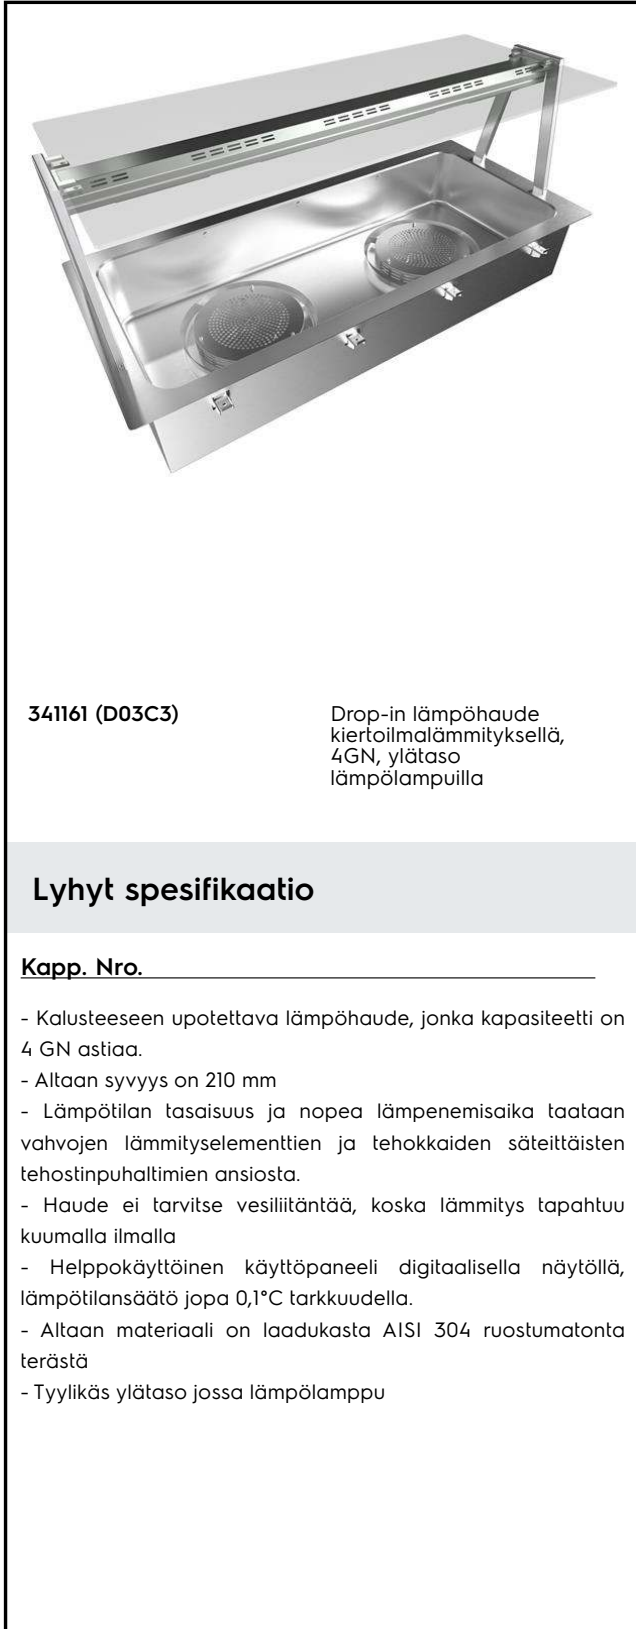 341161 (D03C3)
Drop-in lämpöhaude
kiertoilmalämmityksellä,
4GN, ylätaso
lämpölampuilla
Lyhyt spesifikaatio
Kapp. Nro.
- Kalusteeseen upotettava lämpöhaude, jonka kapasiteetti on
4 GN astiaa.
- Altaan syvyys on 210 mm
- Lämpötilan tasaisuus ja nopea lämpenemisaika taataan
vahvojen lämmityselementtien ja tehokkaiden säteittäisten
tehostinpuhaltimien ansiosta.
- Haude ei tarvitse vesiliitäntää, koska lämmitys tapahtuu
kuumalla ilmalla
- Helppokäyttöinen käyttöpaneeli digitaalisella näytöllä,
lämpötilansäätö jopa 0,1°C tarkkuudella.
- Altaan materiaali on laadukasta AISI 304 ruostumatonta
terästä
- Tyylikäs ylätaso jossa lämpölamppu